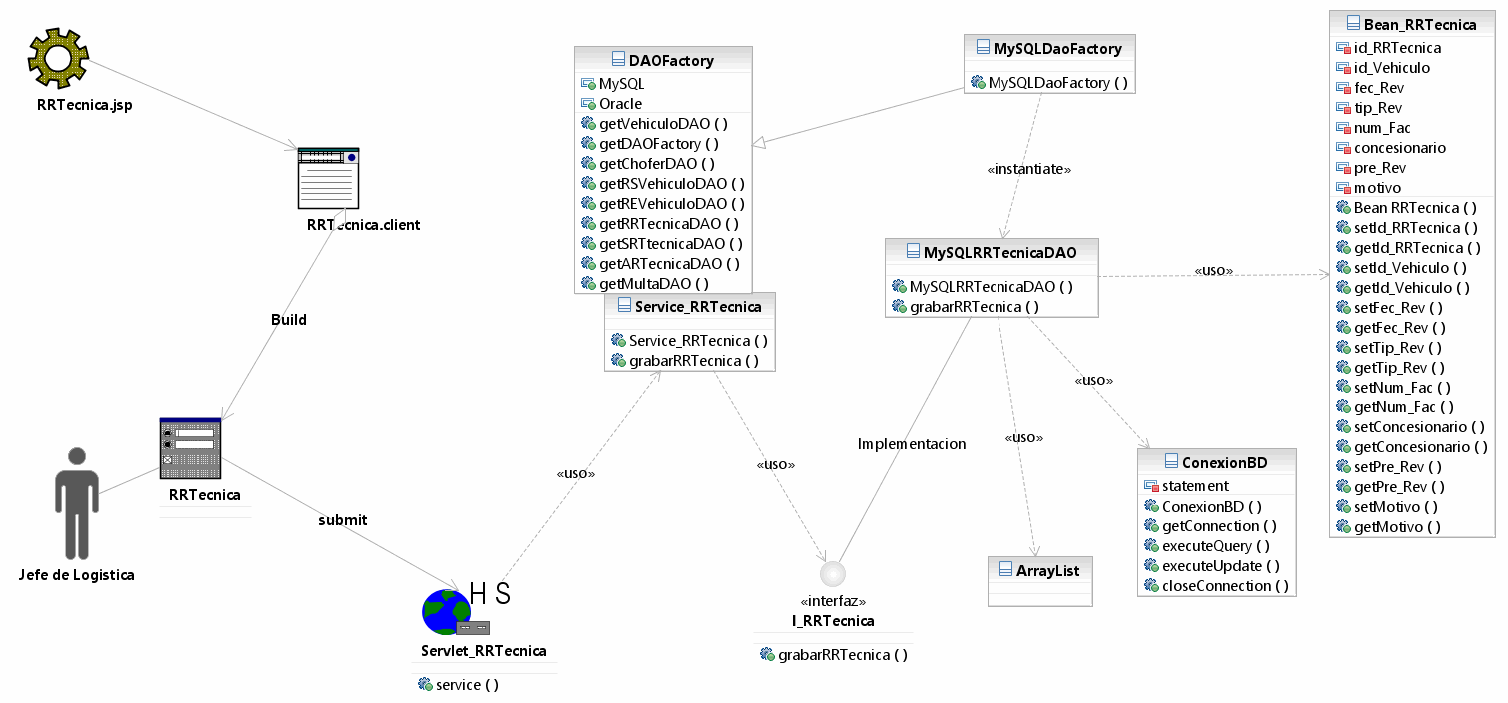 RRTecnica.jsp
RRTecnica.client
Build
RRTecnica
Jefe de Logistica
submit
H S
Servlet_RRTecnica
service ( )
«uso»
DAOFactory
MySQL
Oracle
getVehiculoDAO ( )
getDAOFactory ( )
getChoferDAO ( )
getRSVehiculoDAO ( )
getREVehiculoDAO ( )
getRRTecnicaDAO ( )
getSRTtecnicaDAO ( )
getARTecnicaDAO ( )
getMultaDAO ( )
Service_RRTecnica
Service_RRTecnica ( )
grabarRRTecnica ( )
«uso»
«interfaz»
I_RRTecnica
grabarRRTecnica ( )
MySQLDaoFactory
MySQLDaoFactory ( )
«instantiate»
MySQLRRTecnicaDAO
MySQLRRTecnicaDAO ( )
grabarRRTecnica ( )
Implementacion
«uso»
«uso»
«uso»
ArrayList
ConexionBD
statement
ConexionBD ( )
getConnection ( )
executeQuery ( )
executeUpdate ( )
closeConnection ( )
Bean_RRTecnica
id_RRTecnica
id_Vehiculo
fec_Rev
tip_Rev
num_Fac
concesionario
pre_Rev
motivo
Bean RRTecnica ( )
setId_RRTecnica ( )
getId_RRTecnica ( )
setId_Vehiculo ( )
getId_Vehiculo ( )
setFec_Rev ( )
getFec_Rev ( )
setTip_Rev ( )
getTip_Rev ( )
setNum_Fac ( )
getNum_Fac ( )
setConcesionario ( )
getConcesionario ( )
setPre_Rev ( )
getPre_Rev ( )
setMotivo ( )
getMotivo ( )